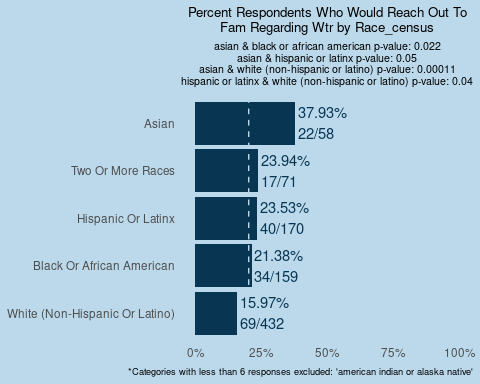 Percent Respondents Who Would Reach Out To
Fam Regarding Wtr by Race_census
asian & black or african american p-value: 0.022
asian & hispanic or latinx p-value: 0.05
asian & white (non-hispanic or latino) p-value: 0.00011
hispanic or latinx & white (non-hispanic or latino) p-value: 0.04
Asian
37.93%
22/58
Two Or More Races
23.94%
17/71
Hispanic Or Latinx
23.53%
40/170
Black Or African American
21.38%
34/159
White (Non-Hispanic Or Latino)
15.97%
69/432
0% 25% 50% 75% 100%
*Categories with less than 6 responses excluded: 'american indian or alaska native'